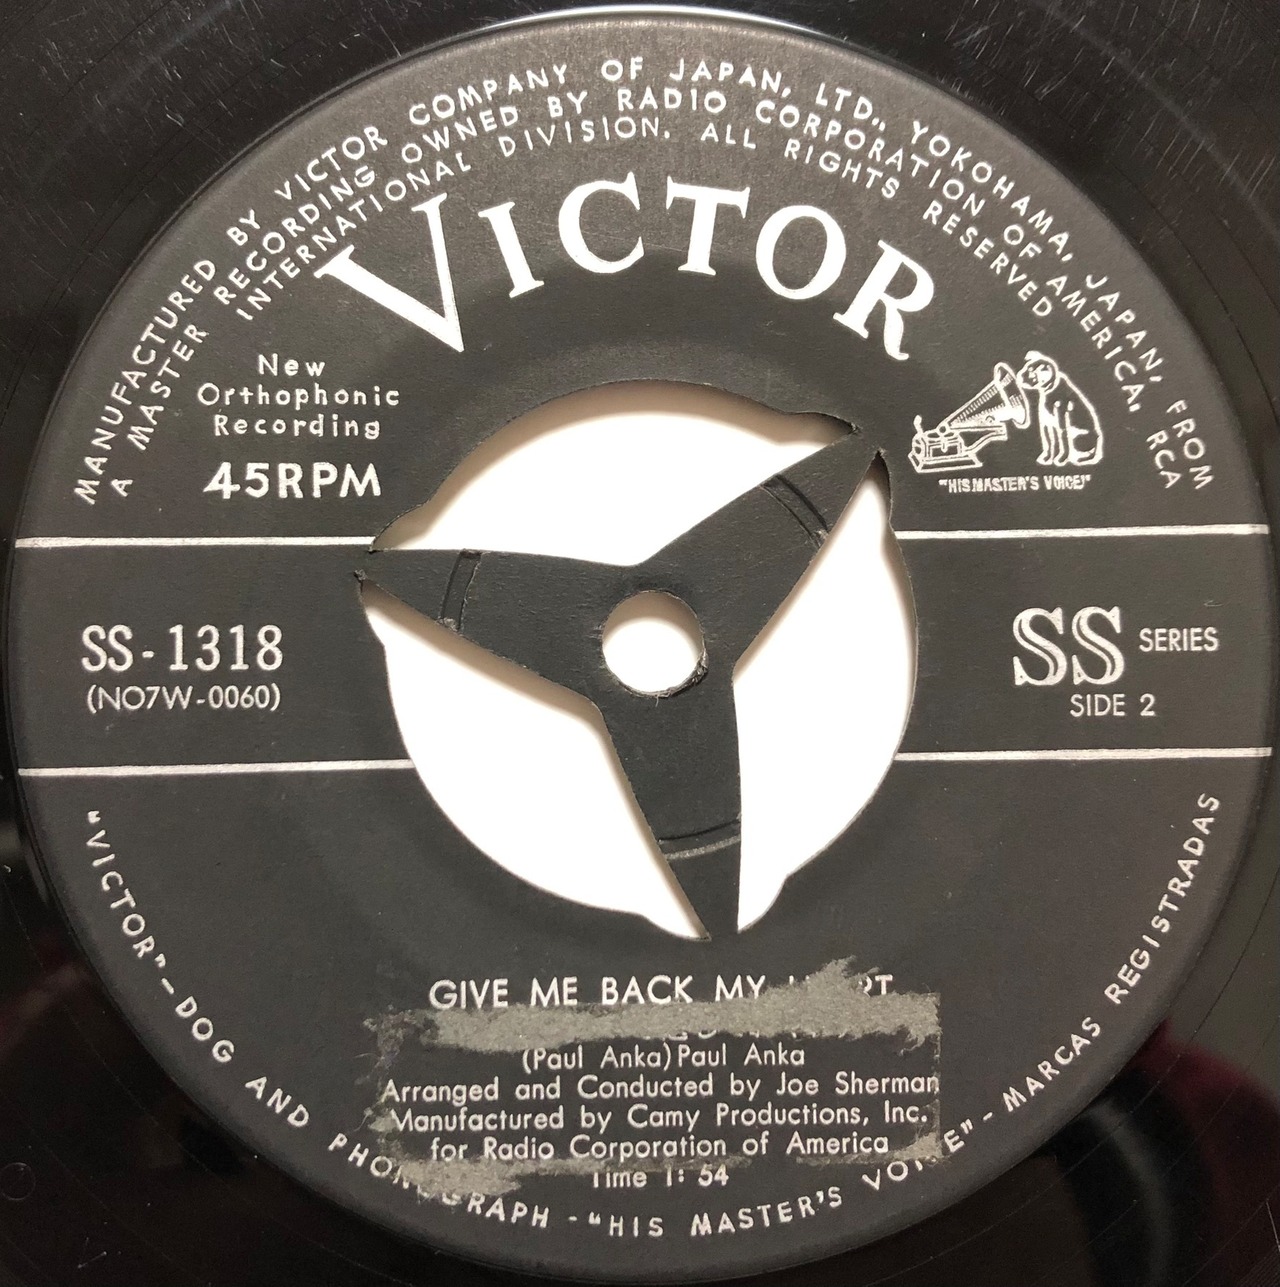 MANUFACTURED BY VICTOR COMPANY OF JAPAN, LTD., YOKOHAMA, JAPAN, FROM
A MASTER RECORDING OWNED BY RADIO CORPORATION OF AMERICA, RCA
INTERNATIONAL DIVISION. ALL RIGHTS RESERVED
VICTOR
New
Orthophonic
Recording
45RPM
"HIS MASTER'S VOICE"
SS-1318
(NO7W-0060)
SS SERIES
SIDE 2
GIVE ME BACK MY
(Paul Anka) Paul Anka
Arranged and Conducted by Joe Sherman
Manufactured by Camy Productions, Inc.
for Radio Corporation of America
Time 1: 54
"VICTOR"—DOG AND PHONOGRAPH - "HIS MASTER'S VOICE" - MARCAS REGISTRADAS